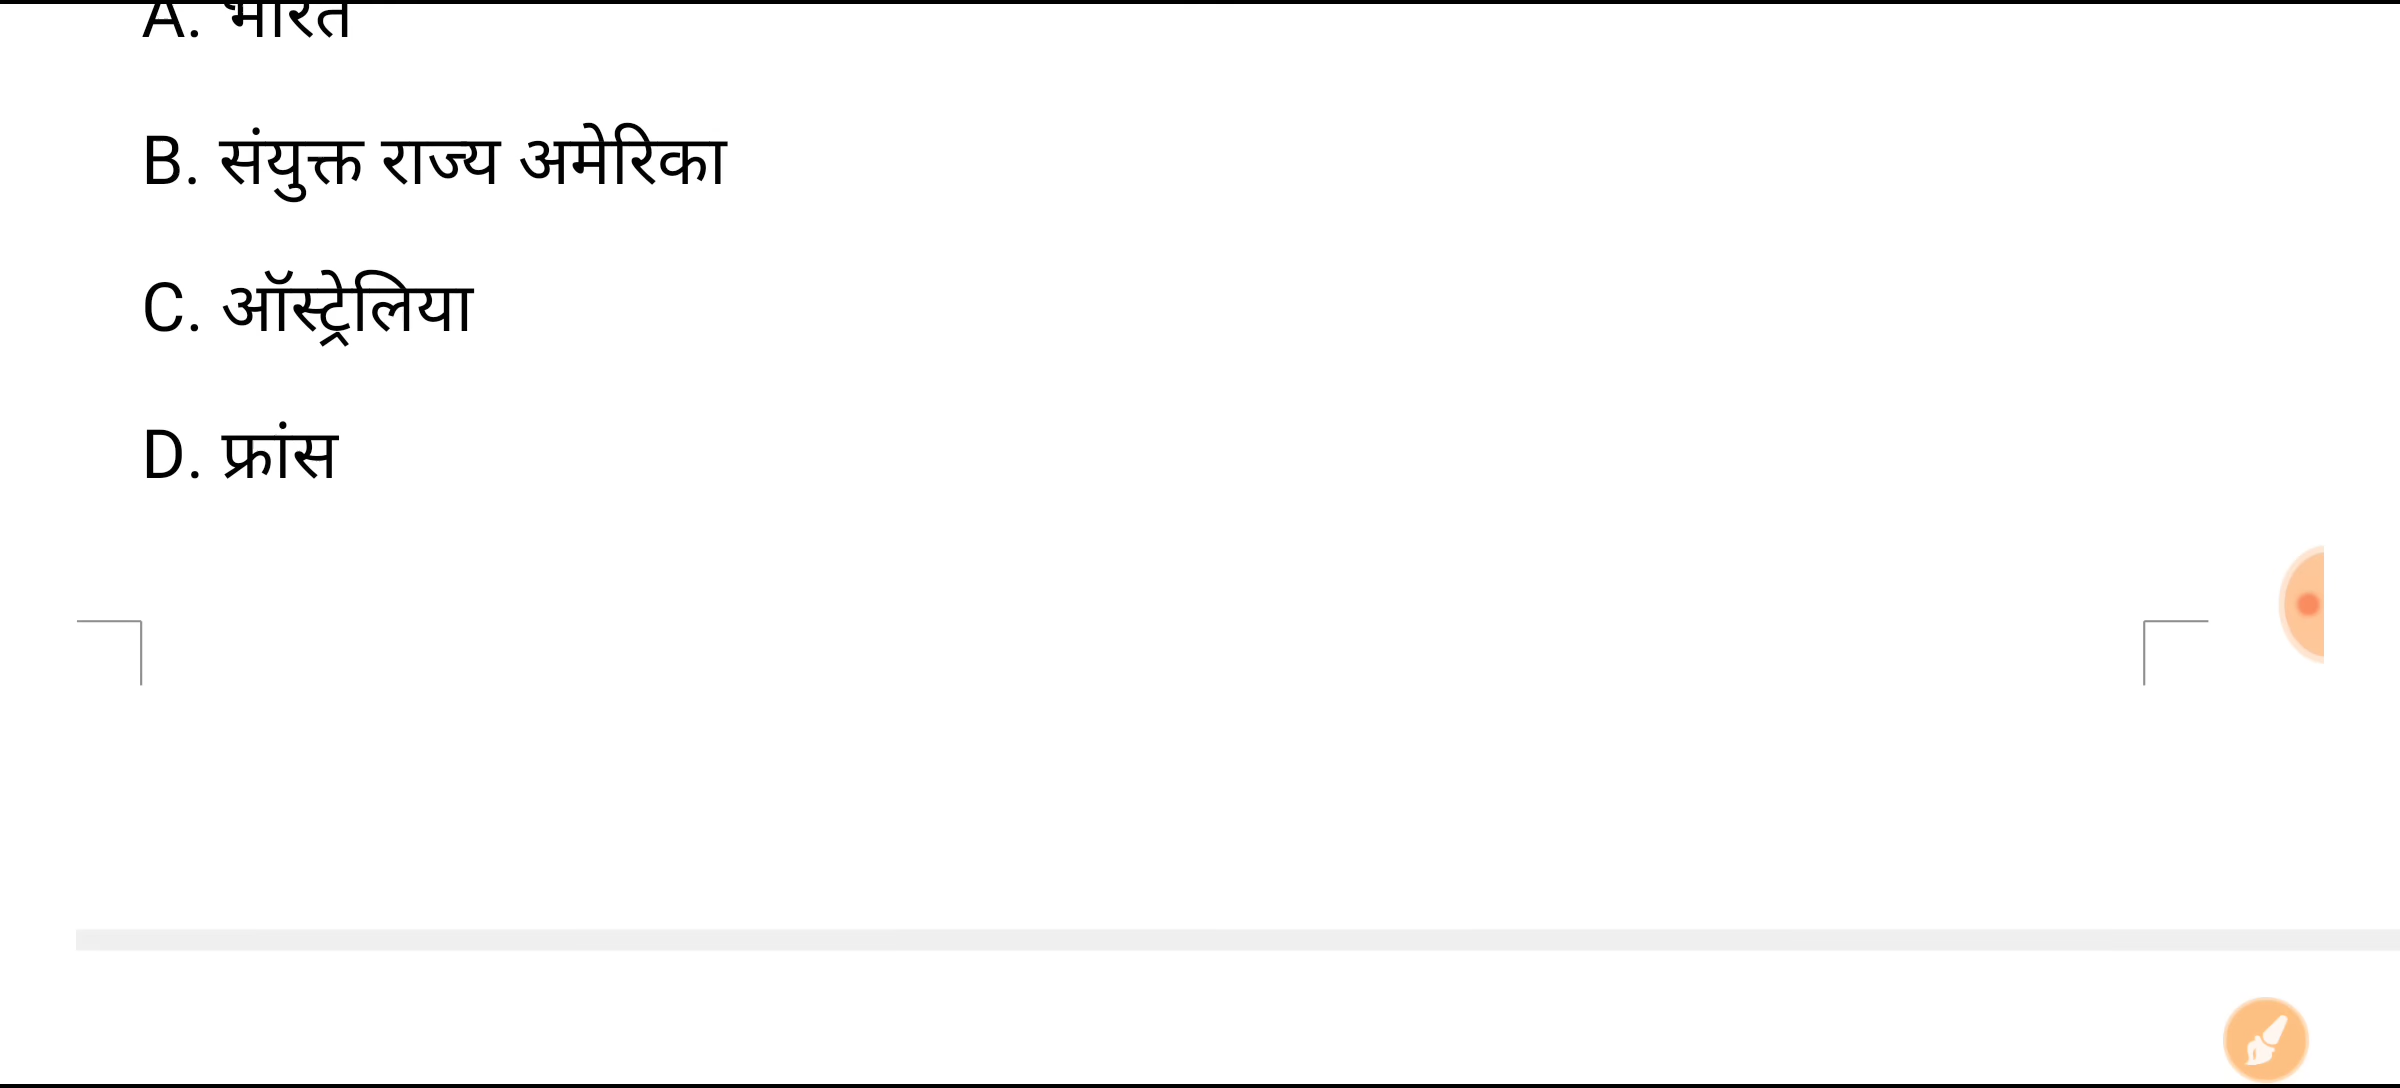 A. भारत
B. संयुक्त राज्य अमेरिका
C. ऑस्ट्रेलिया
D. फ्रांस